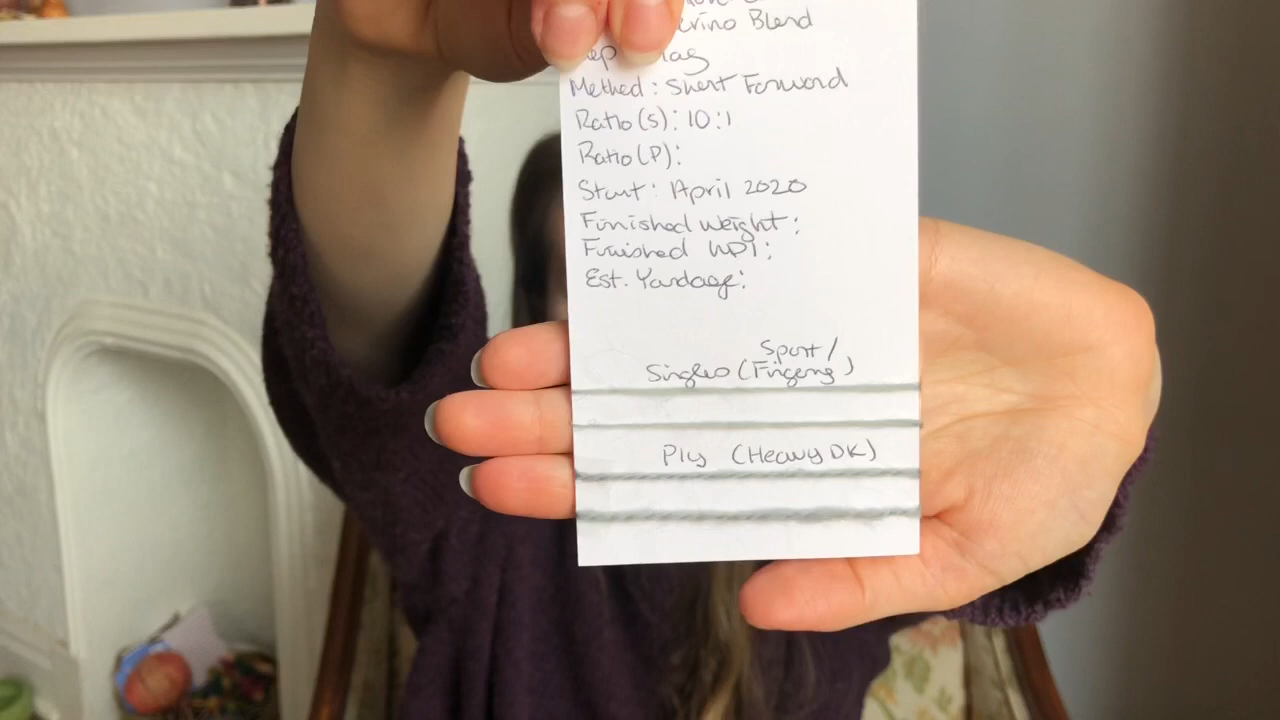 Blend
Method: Short Forward
Ratio(s): 10:1
Ratio(P):
Start: April 2020
Finished Weight:
Finished WPI:
Est. Yardage:
Sport/
Singles (Fingering)
Ply (Heavy DK)